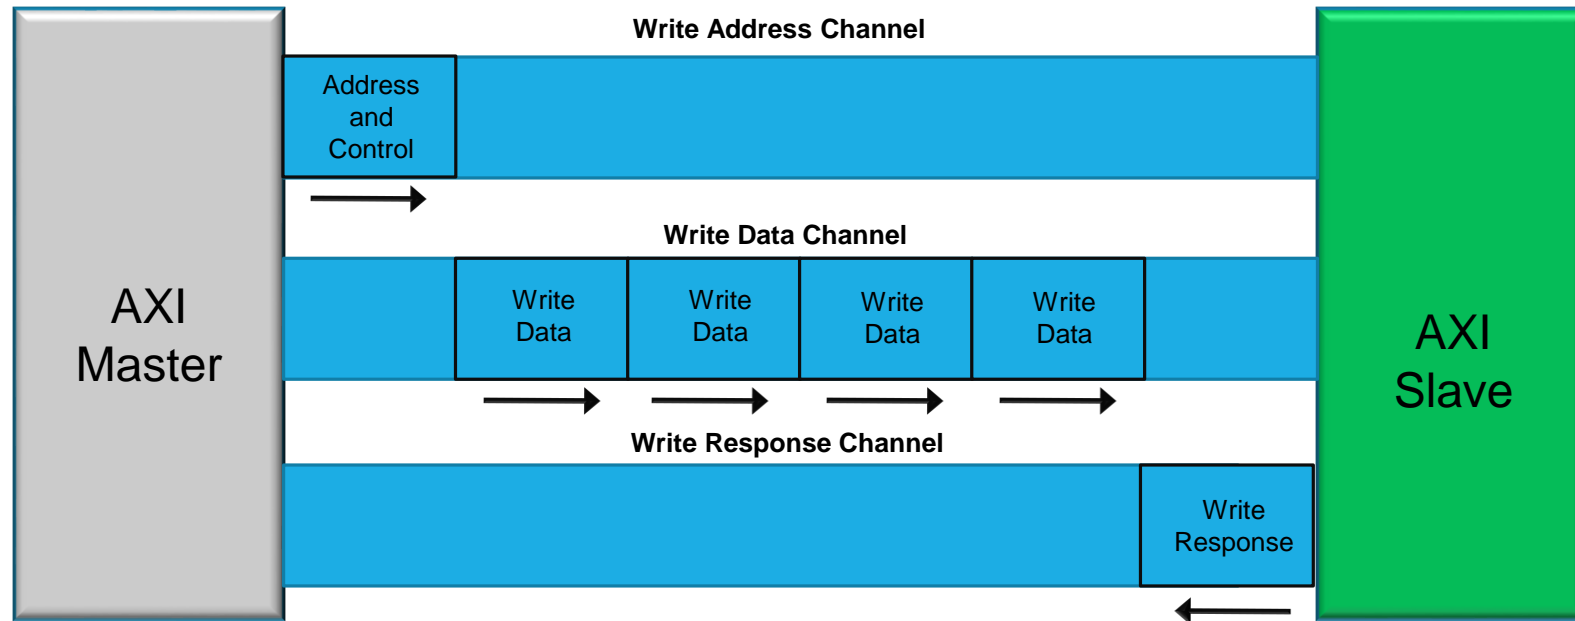 Write Address Channel
Address
and
Control
Write Data Channel
AXI
Master
Write
Data
Write
Data
Write
Data
Write
Data
AXI
Slave
Write Response Channel
Write
Response